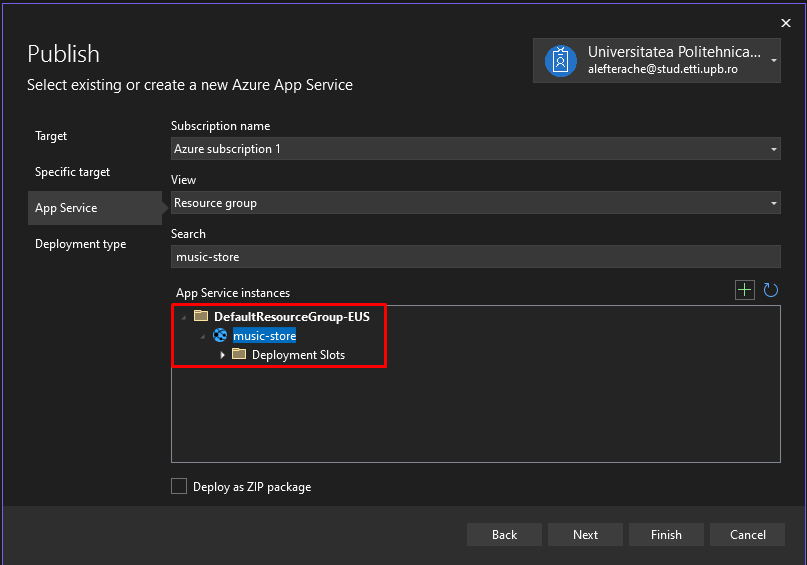 Publish
Select existing or create a new Azure App Service
Universitatea Politehnica...
alefterache@stud.etti.upb.ro
Target
Specific target
App Service
Deployment type
Subscription name
Azure subscription 1
View
Resource group
Search
music-store
App Service instances
DefaultResourceGroup-EUS
music-store
Deployment Slots
Deploy as ZIP package
Back
Next
Finish
Cancel